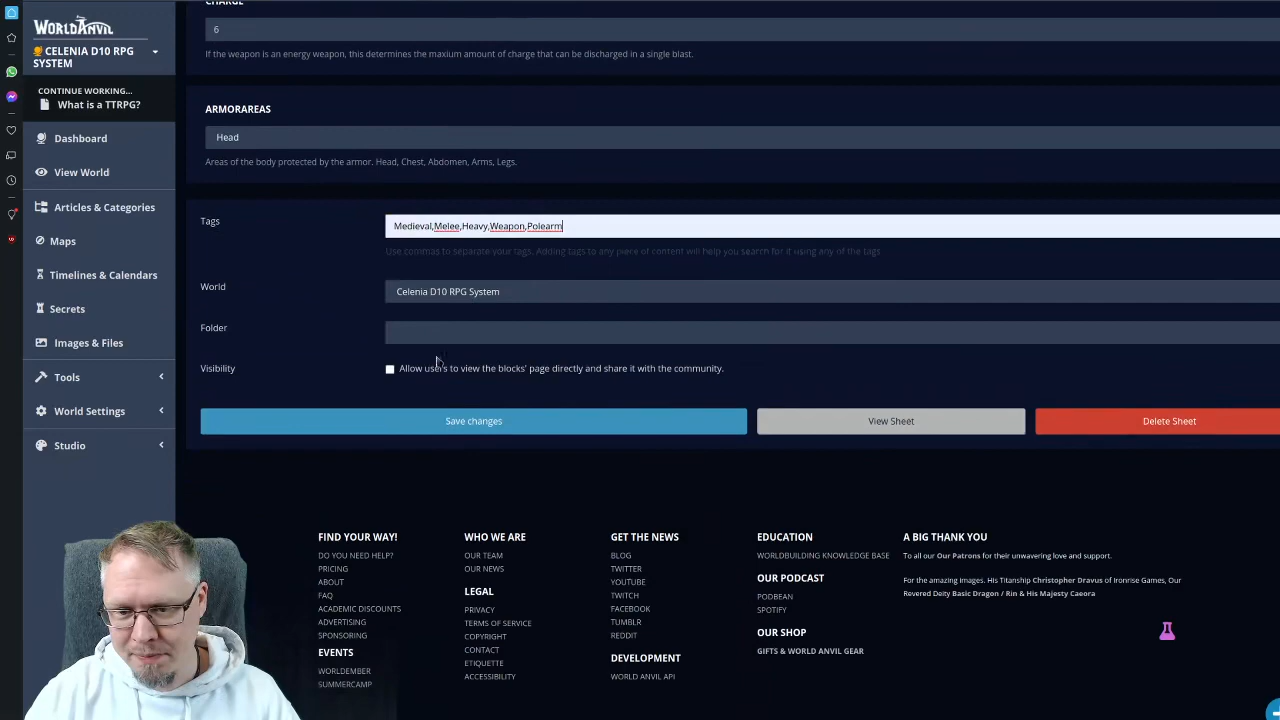 CHARGE
WORLDANVIL
CELENIA D10 RPG
SYSTEM
6
If the weapon is an energy weapon, this determines the maxium amount of charge that can be discharged in a single blast.
CONTINUE WORKING...
What is a TTRPG?
ARMORAREAS
Dashboard
Head
View World
Areas of the body protected by the armor. Head, Chest, Abdomen, Arms, Legs.
Articles & Categories
Tags
Medieval,Melee,Heavy,Weapon,Polearm
Maps
Use commas to separate your tags. Adding tags to any piece of content will help you search for it using any of the tags
Timelines & Calendars
World
Celenia D10 RPG System
Secrets
Folder
Images & Files
Visibility
Allow users to view the blocks' page directly and share it with the community.
Tools
World Settings
Save changes
View Sheet
Delete Sheet
Studio
FIND YOUR WAY!
DO YOU NEED HELP?
PRICING
ABOUT
FAQ
ACADEMIC DISCOUNTS
ADVERTISING
SPONSORING
EVENTS
WORLDEMBER
SUMMERCAMP
WHO WE ARE
OUR TEAM
OUR NEWS
LEGAL
PRIVACY
TERMS OF SERVICE
COPYRIGHT
CONTACT
ETIQUETTE
ACCESSIBILITY
GET THE NEWS
BLOG
TWITTER
YOUTUBE
TWITCH
FACEBOOK
TUMBLR
REDDIT
DEVELOPMENT
WORLD ANVIL API
EDUCATION
WORLDBUILDING KNOWLEDGE BASE
OUR PODCAST
PODBEAN
SPOTIFY
OUR SHOP
GIFTS & WORLD ANVIL GEAR
A BIG THANK YOU
To all our Our Patrons for their unwavering love and support.
For the amazing images. His Titanship Christopher Dravus of Ironrise Games, Our
Revered Deity Basic Dragon / Rin & His Majesty Caeora